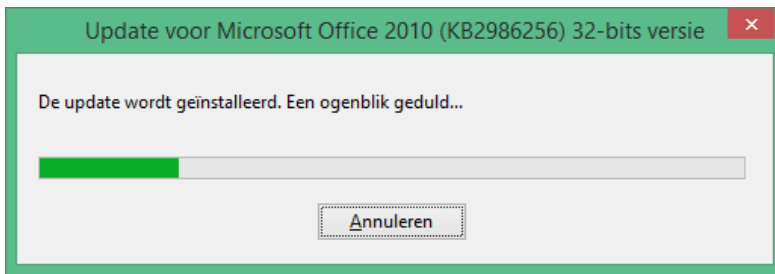 Update voor Microsoft Office 2010 (KB2986256) 32-bits versie
De update wordt geïnstalleerd. Een ogenblik geduld...
Annuleren